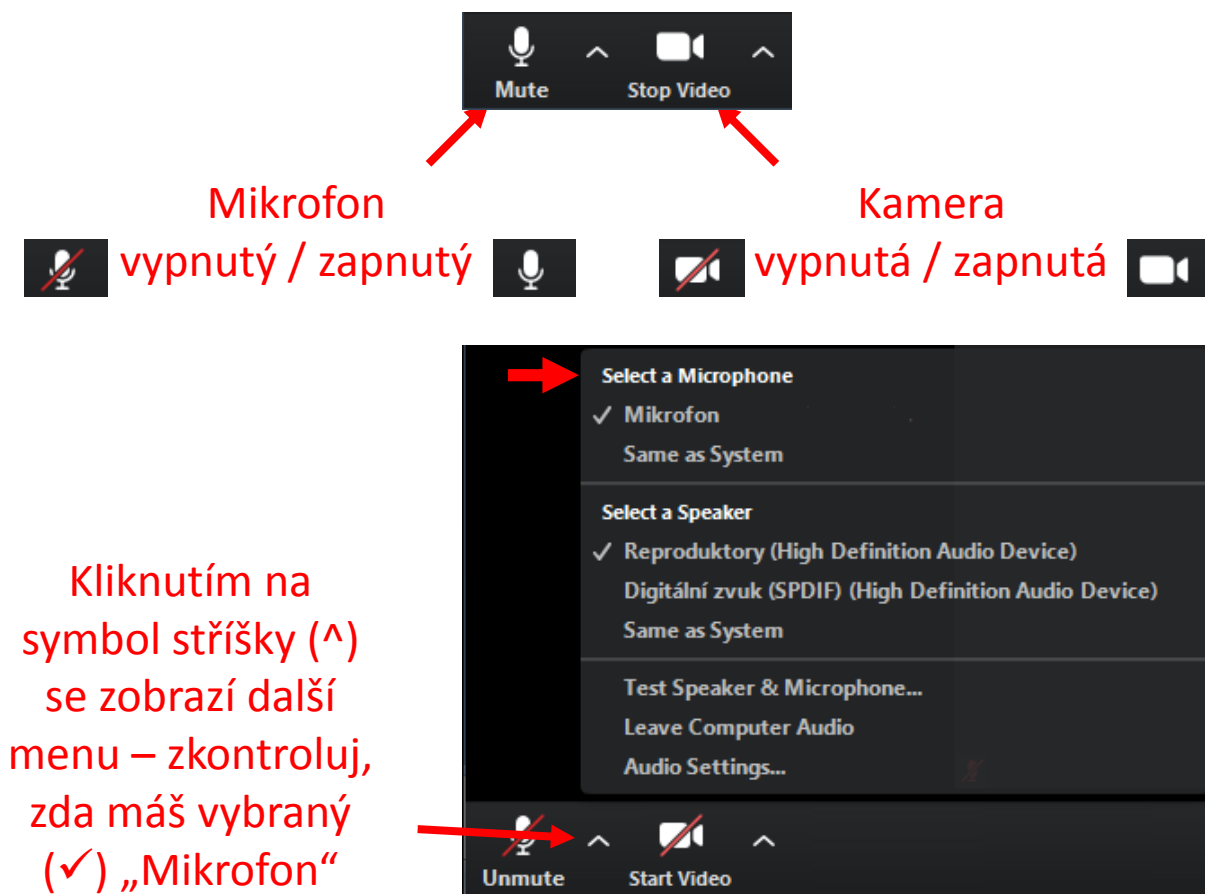 Mute Stop Video
Mikrofon
vypnutý / zapnutý
Kamera
vypnutá / zapnutá
Select a Microphone
✓ Mikrofon
Same as System
Select a Speaker
✓ Reproduktory (High Definition Audio Device)
Digitální zvuk (SPDIF) (High Definition Audio Device)
Same as System
Test Speaker & Microphone...
Leave Computer Audio
Audio Settings...
Unmute Start Video
Kliknutím na
symbol stříšky (^)
se zobrazí další
menu – zkontroluj,
zda máš vybraný
(✓) „Mikrofon“